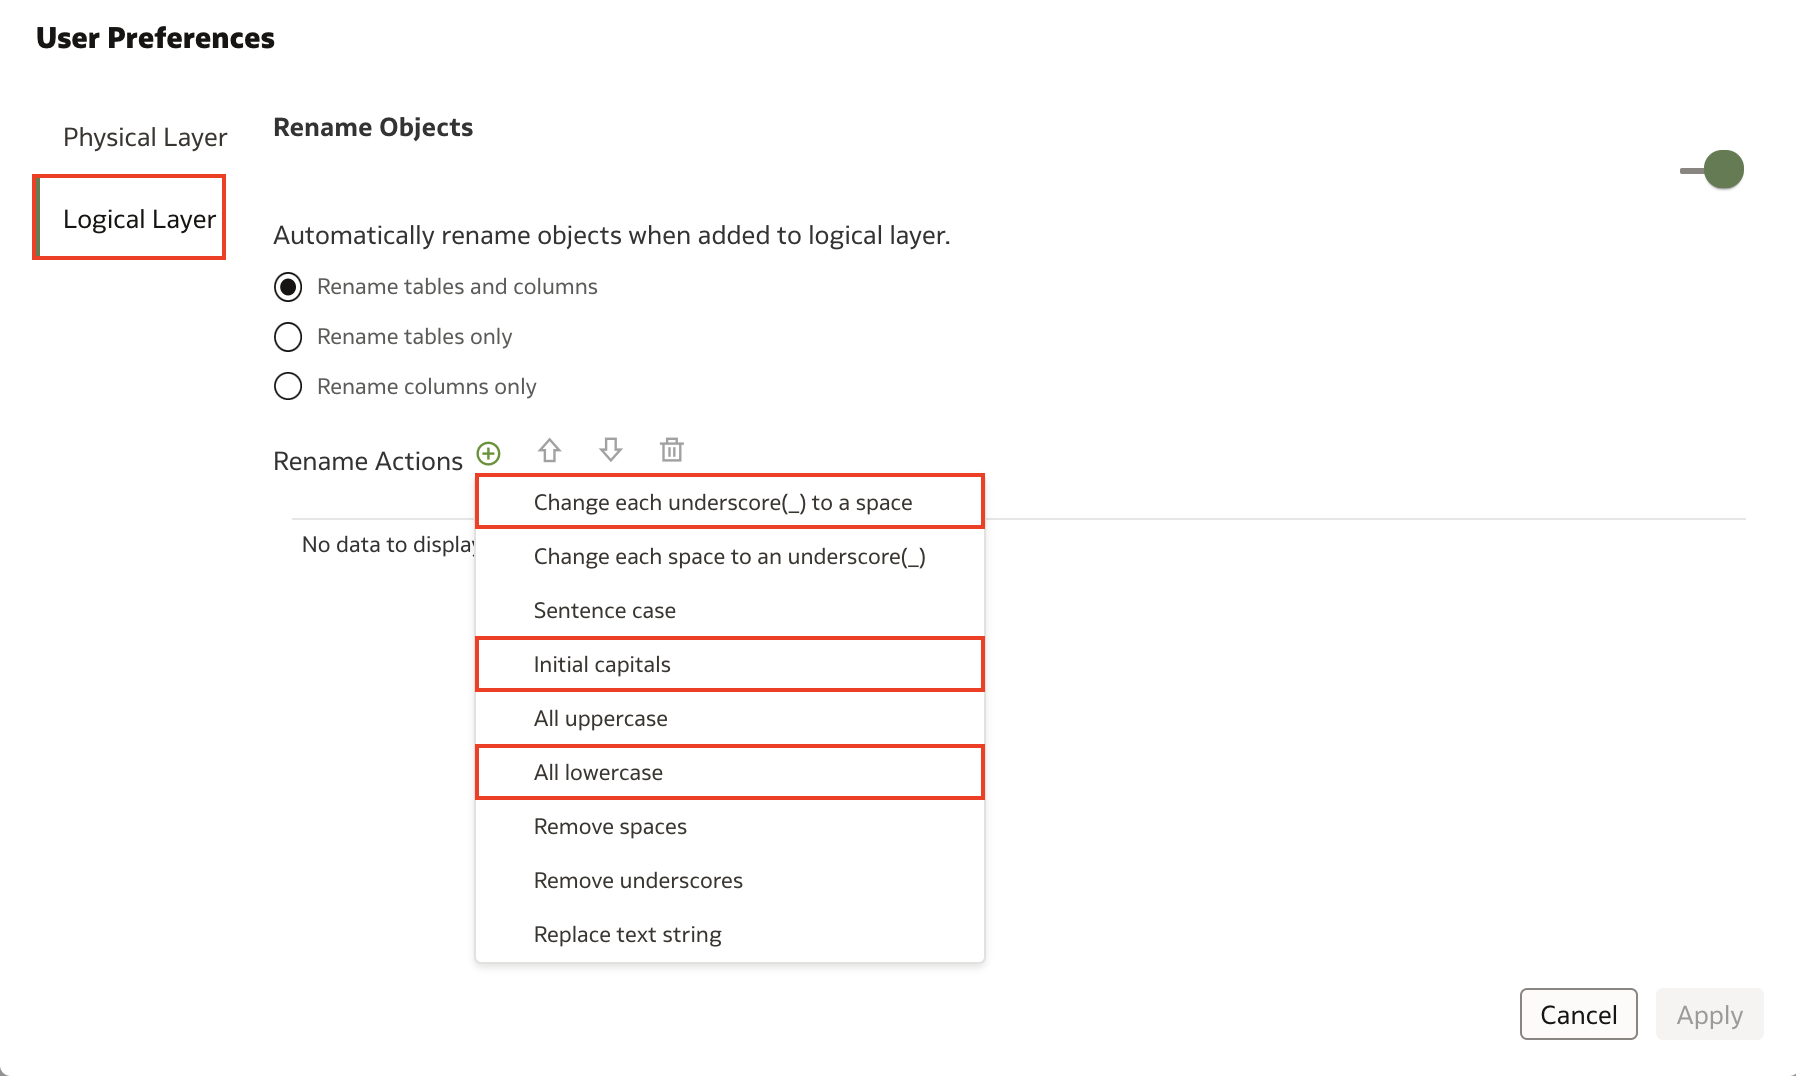 User Preferences
Physical Layer
Logical Layer
Rename Objects
Automatically rename objects when added to logical layer.
Rename tables and columns
Rename tables only
Rename columns only
Rename Actions
Change each underscore(_) to a space
No data to display
Change each space to an underscore(_)
Sentence case
Initial capitals
All uppercase
All lowercase
Remove spaces
Remove underscores
Replace text string
Cancel
Apply